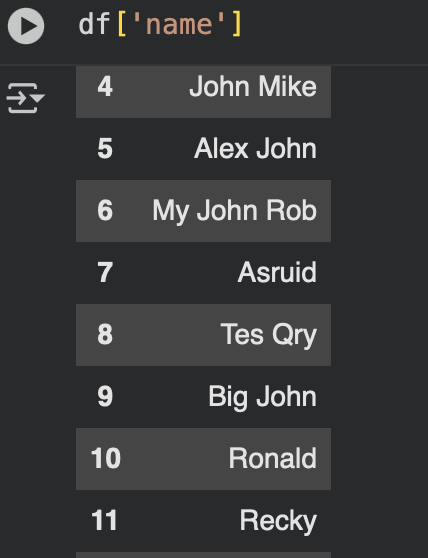 df['name']
4 John Mike
5 Alex John
6 My John Rob
7 Asruid
8 Tes Qry
9 Big John
10 Ronald
11 Recky